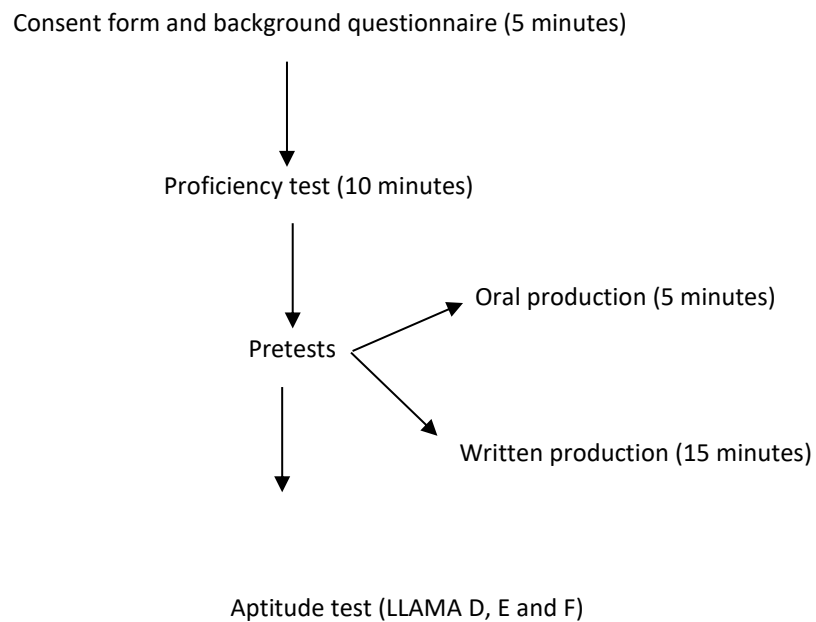 Consent form and background questionnaire (5 minutes)
Proficiency test (10 minutes)
Oral production (5 minutes)
Pretests
Written production (15 minutes)
Aptitude test (LLAMA D, E and F)